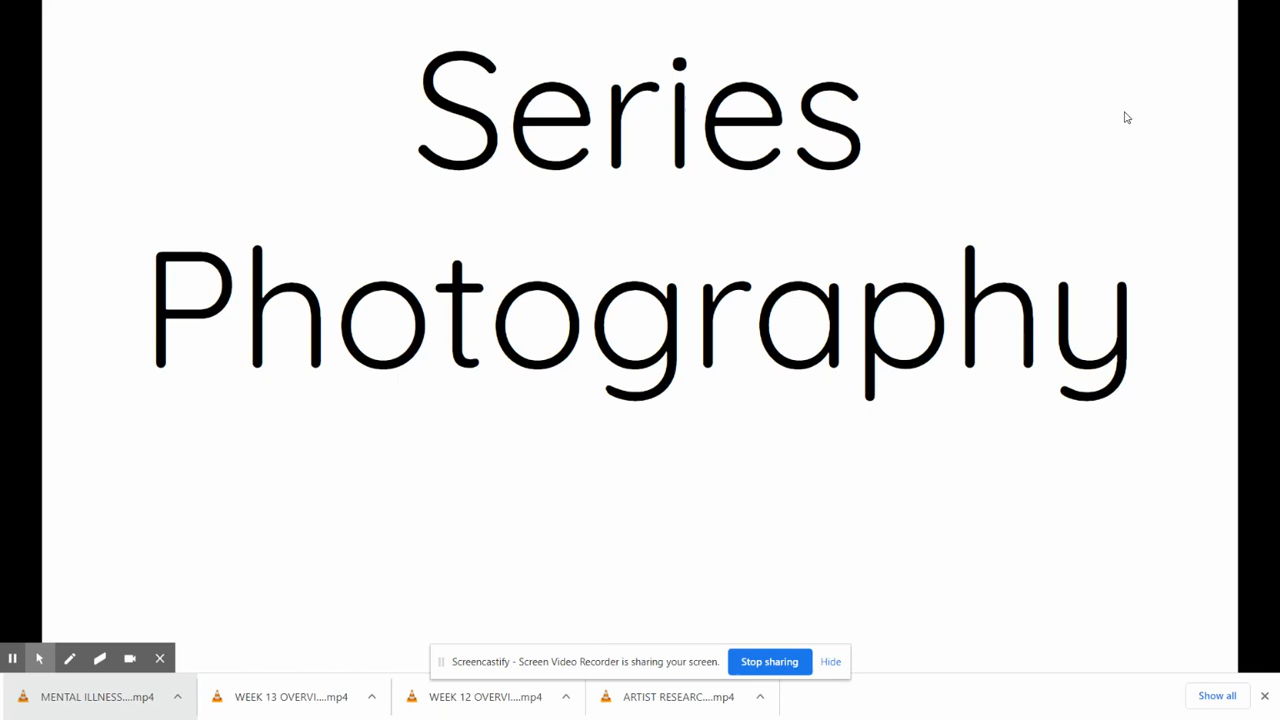 Series
Photography
Screencastify - Screen Video Recorder is sharing your screen. Stop sharing Hide
MENTAL ILLNESS....mp4 WEEK 13 OVERVI....mp4 WEEK 12 OVERVI....mp4 ARTIST RESEARC....mp4 Show all